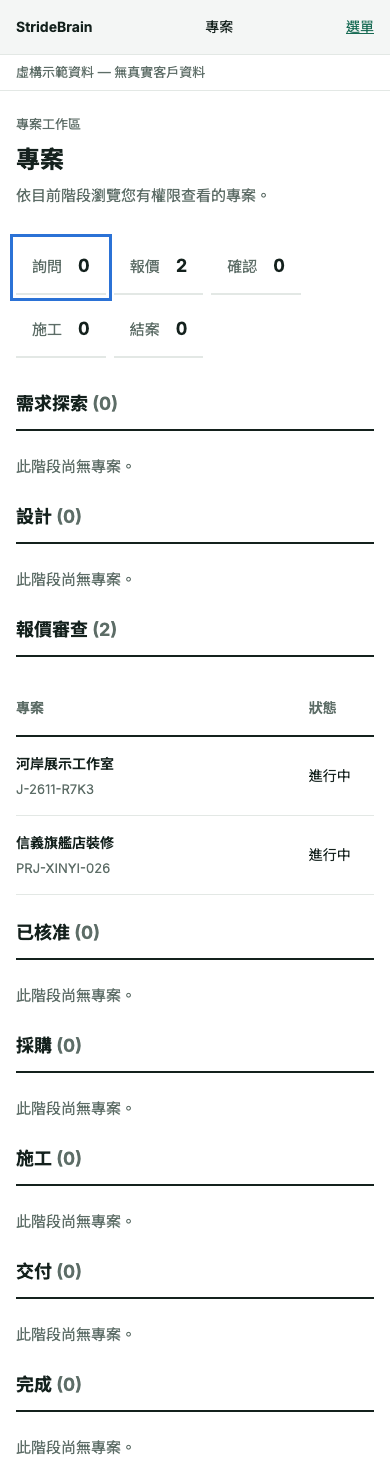 StrideBrain 專案 選單
虛構示範資料 — 無真實客戶資料
專案工作區
專案
依目前階段瀏覽您有權限查看的專案。
詢問 0 報價 2 確認 0
施工 0 結案 0
需求探索 (0)
此階段尚無專案。
設計 (0)
此階段尚無專案。
報價審查 (2)
專案 狀態
河岸展示工作室
J-2611-R7K3
進行中
信義旗艦店裝修
PRJ-XINYI-026
進行中
已核准 (0)
此階段尚無專案。
採購 (0)
此階段尚無專案。
施工 (0)
此階段尚無專案。
交付 (0)
此階段尚無專案。
完成 (0)
此階段尚無專案。